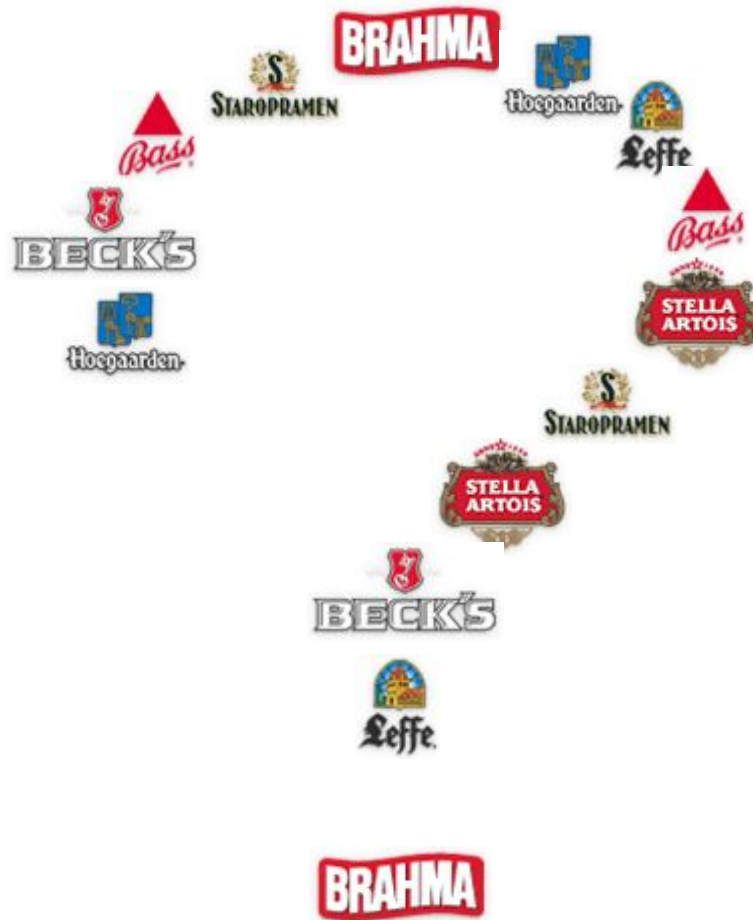 BRAHMA
S
STAROPRAMEN
Hoegaarden
Bass
Leffe
BECK'S
Bass
STELLA
ARTOIS
Hoegaarden
S
STAROPRAMEN
STELLA
ARTOIS
BECK'S
Leffe
BRAHMA